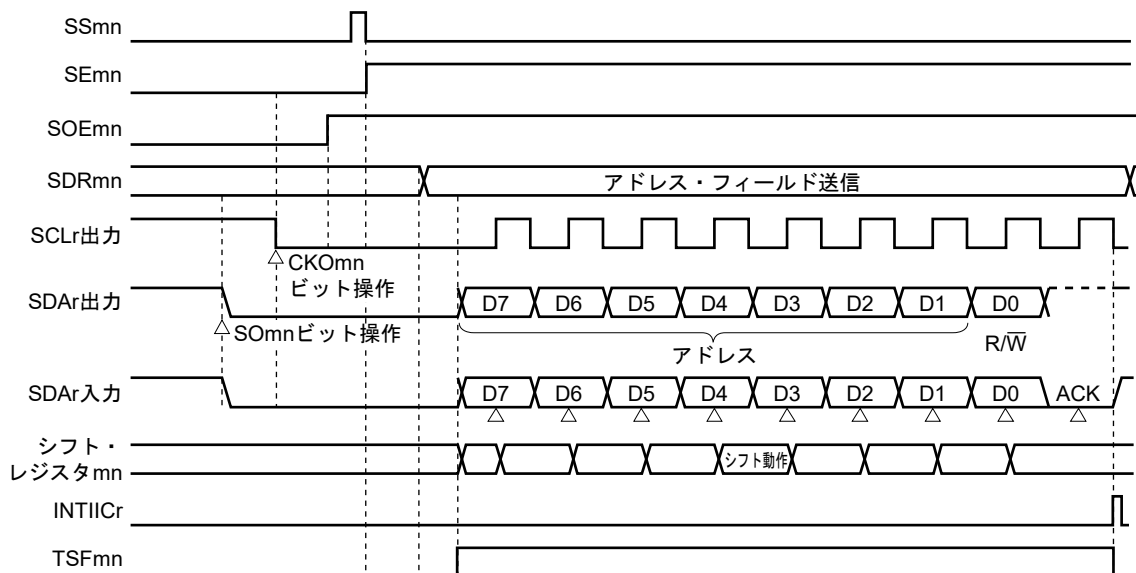 SSmn
SEmn
SOEmn
SDRmn
アドレス・フィールド送信
SCLr出力
CKOmn
ビット操作
SDAr出力
D7 D6 D5 D4 D3 D2 D1 D0
SOmnビット操作
アドレス
R/W
SDAr入力
D7 D6 D5 D4 D3 D2 D1 D0 ACK
シフト・
レジスタmn
シフト動作
INTIICr
TSFmn